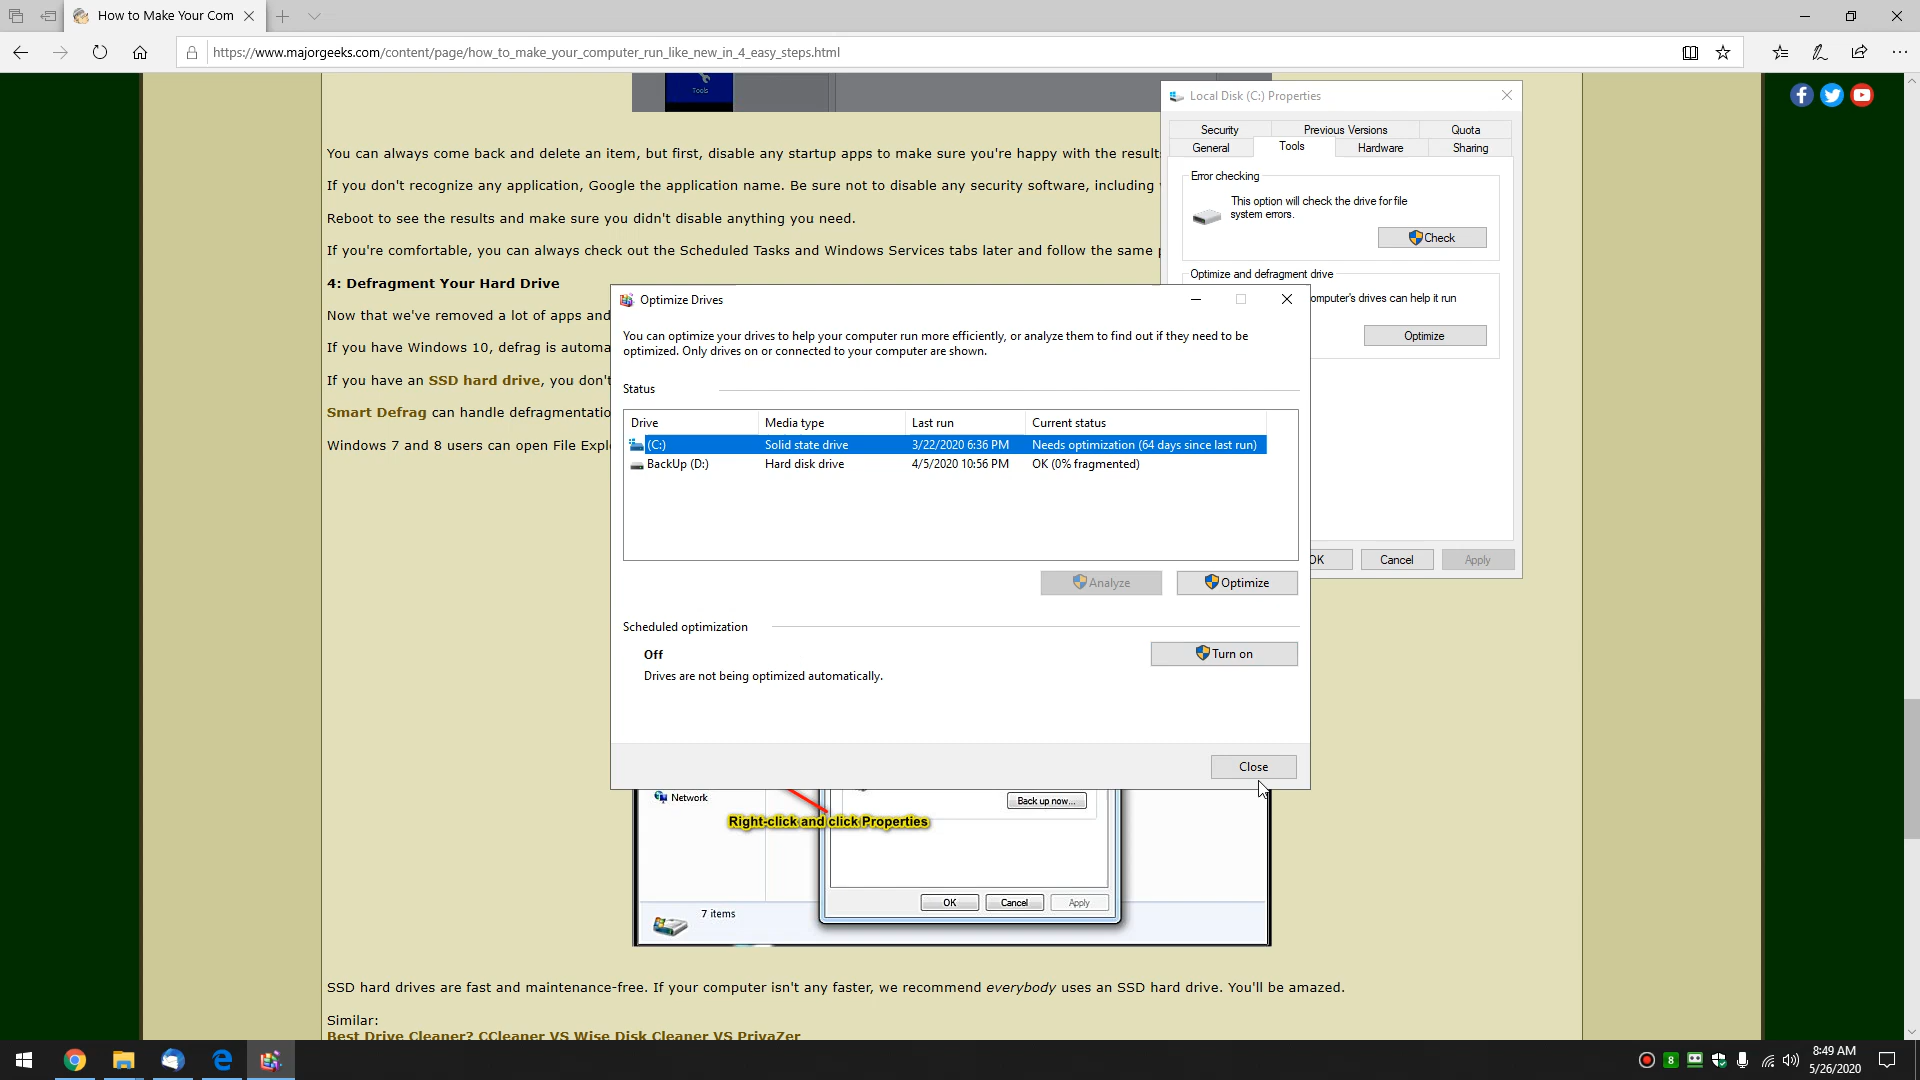 How to Make Your Com
https://www.majorgeeks.com/content/page/how_to_make_your_computer_run_like_new_in_4_easy_steps.html
Tools
You can always come back and delete an item, but first, disable any startup apps to make sure you're happy with the result
If you don't recognize any application, Google the application name. Be sure not to disable any security software, including
Reboot to see the results and make sure you didn't disable anything you need.
If you're comfortable, you can always check out the Scheduled Tasks and Windows Services tabs later and follow the same
4: Defragment Your Hard Drive
Now that we've removed a lot of apps and
If you have Windows 10, defrag is automa
If you have an SSD hard drive, you don't
Smart Defrag can handle defragmentatio
Windows 7 and 8 users can open File Expl
Local Disk (C:) Properties
Security Previous Versions Quota
General Tools Hardware Sharing
Error checking
This option will check the drive for file
system errors.
Check
Optimize and defragment drive
omputer's drives can help it run
Optimize
OK Cancel Apply
Optimize Drives
You can optimize your drives to help your computer run more efficiently, or analyze them to find out if they need to be
optimized. Only drives on or connected to your computer are shown.
Status
Drive Media type Last run Current status
(C:) Solid state drive 3/22/2020 6:36 PM Needs optimization (64 days since last run)
BackUp (D:) Hard disk drive 4/5/2020 10:56 PM OK (0% fragmented)
Analyze Optimize
Scheduled optimization
Off
Turn on
Drives are not being optimized automatically.
Close
Network
Back up now...
Right-click and click Properties
OK Cancel Apply
7 items
SSD hard drives are fast and maintenance-free. If your computer isn't any faster, we recommend everybody uses an SSD hard drive. You'll be amazed.
Similar:
Best Drive Cleaner? CCleaner VS Wise Disk Cleaner VS PrivaZer
8
8:49 AM
5/26/2020